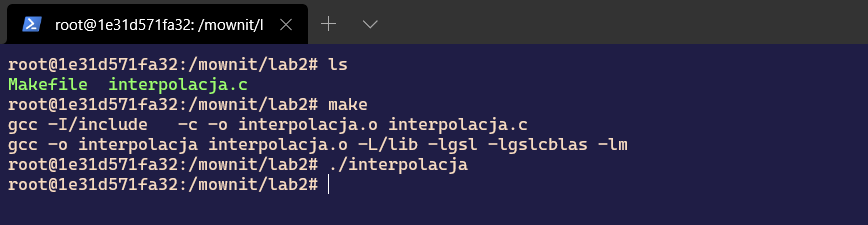 root@1e31d571fa32: /mownit/l
root@1e31d571fa32:/mownit/lab2# ls
Makefile  interpolacja.c
root@1e31d571fa32:/mownit/lab2# make
gcc -I/include   -c -o interpolacja.o interpolacja.c
gcc -o interpolacja interpolacja.o -L/lib -lgsl -lgslcblas -lm
root@1e31d571fa32:/mownit/lab2# ./interpolacja
root@1e31d571fa32:/mownit/lab2#